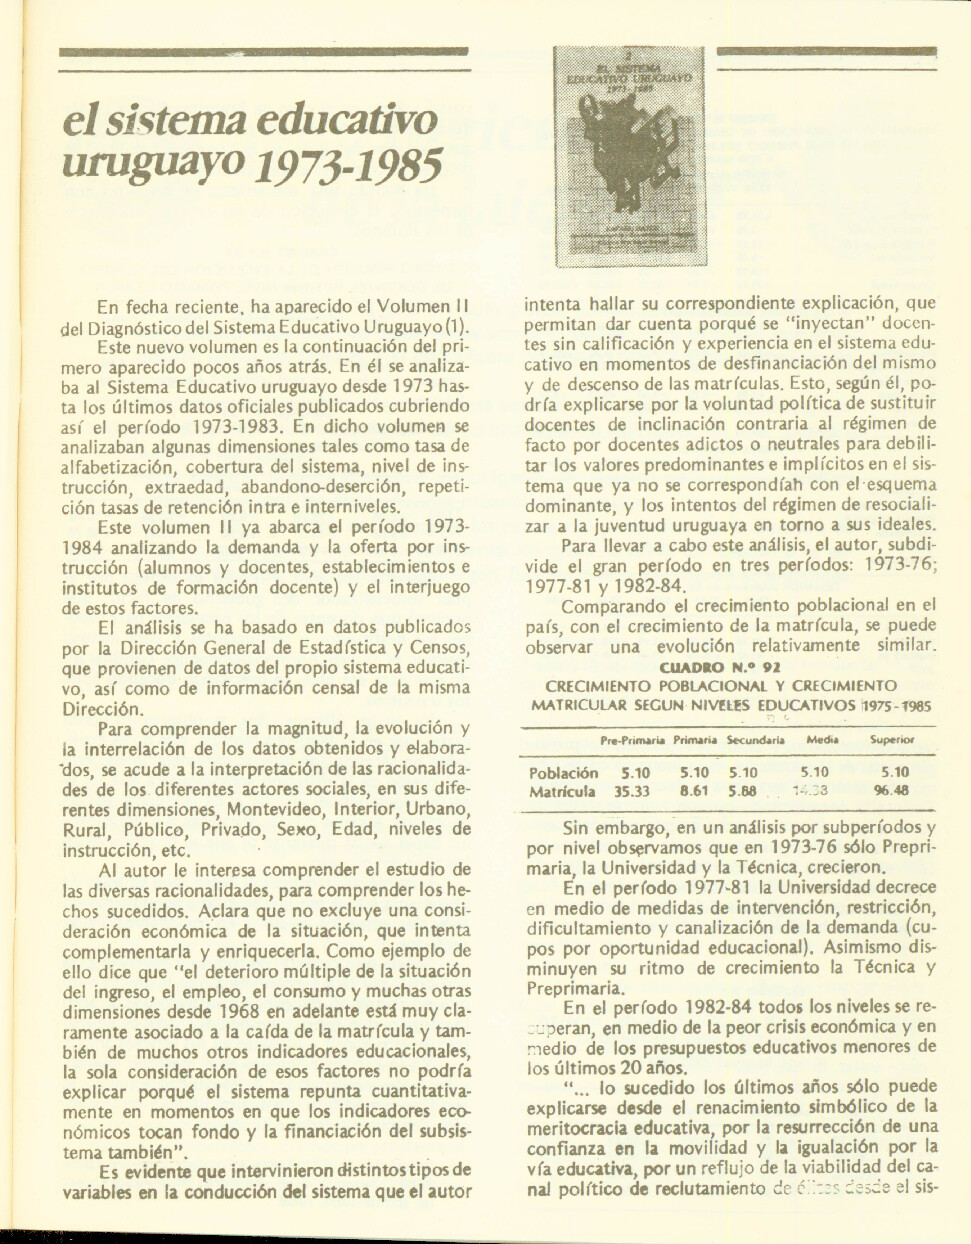 el sistema educativo
uruguayo 1973-1985
2
EL SISTEMA
EDUCATIVO URUGUAYO
1973-1985
En fecha reciente, ha aparecido el Volumen II
del Diagnóstico del Sistema Educativo Uruguayo (1).
Este nuevo volumen es la continuación del pri-
mero aparecido pocos años atrás. En él se analiza-
ba al Sistema Educativo uruguayo desde 1973 has-
ta los últimos datos oficiales publicados cubriendo
así el período 1973-1983. En dicho volumen se
analizaban algunas dimensiones tales como tasa de
alfabetización, cobertura del sistema, nivel de ins-
trucción, extraedad, abandono-deserción, repeti-
ción tasas de retención intra e interniveles.
Este volumen II ya abarca el período 1973-
1984 analizando la demanda y la oferta por ins-
trucción (alumnos y docentes, establecimientos e
institutos de formación docente) y el interjuego
de estos factores.
El análisis se ha basado en datos publicados
por la Dirección General de Estadística y Censos,
que provienen de datos del propio sistema educati-
vo, así como de información censal de la misma
Dirección.
Para comprender la magnitud, la evolución y
la interrelación de los datos obtenidos y elabora-
dos, se acude a la interpretación de las racionalida-
des de los diferentes actores sociales, en sus dife-
rentes dimensiones, Montevideo, Interior, Urbano,
Rural, Público, Privado, Sexo, Edad, niveles de
instrucción, etc.
Al autor le interesa comprender el estudio de
las diversas racionalidades, para comprender los he-
chos sucedidos. Aclara que no excluye una consi-
deración económica de la situación, que intenta
complementarla y enriquecerla. Como ejemplo de
ello dice que "el deterioro múltiple de la situación
del ingreso, el empleo, el consumo y muchas otras
dimensiones desde 1968 en adelante está muy cla-
ramente asociado a la caída de la matrícula y tam-
bién de muchos otros indicadores educacionales,
la sola consideración de esos factores no podría
explicar porqué el sistema repunta cuantitativa-
mente en momentos en que los indicadores eco-
nómicos tocan fondo y la financiación del subsis-
tema también".
Es evidente que intervinieron distintos tipos de
variables en la conducción del sistema que el autor
intenta hallar su correspondiente explicación, que
permitan dar cuenta porqué se "inyectan" docen-
tes sin calificación y experiencia en el sistema edu-
cativo en momentos de desfinanciación del mismo
y de descenso de las matrículas. Esto, según él, po-
dría explicarse por la voluntad política de sustituir
docentes de inclinación contraria al régimen de
facto por docentes adictos o neutrales para debili-
tar los valores predominantes e implícitos en el sis-
tema que ya no se correspondíah con el esquema
dominante, y los intentos del régimen de resociali-
zar a la juventud uruguaya en torno a sus ideales.
Para llevar a cabo este análisis, el autor, subdi-
vide el gran período en tres períodos: 1973-76;
1977-81 y 1982-84.
Comparando el crecimiento poblacional en el
país, con el crecimiento de la matrícula, se puede
observar una evolución relativamente similar.
CUADRO N.º 92
CRECIMIENTO POBLACIONAL Y CRECIMIENTO
MATRICULAR SEGUN NIVELES EDUCATIVOS 1975-1985
Pre-Primaria Primaria Secundaria Media Superior
Población 5.10 5.10 5.10 5.10 5.10
Matrícula 35.33 8.61 5.88 96.48
Sin embargo, en un análisis por subperíodos y
por nivel observamos que en 1973-76 sólo Prepri-
maria, la Universidad y la Técnica, crecieron.
En el período 1977-81 la Universidad decrece
en medio de medidas de intervención, restricción,
dificultamiento y canalización de la demanda (cu-
pos por oportunidad educacional). Asimismo dis-
minuyen su ritmo de crecimiento la Técnica y
Preprimaria.
En el período 1982-84 todos los niveles se re-
cuperan, en medio de la peor crisis económica y en
medio de los presupuestos educativos menores de
los últimos 20 años.
"... lo sucedido los últimos años sólo puede
explicarse desde el renacimiento simbólico de la
meritocracia educativa, por la resurrección de una
confianza en la movilidad y la igualación por la
vía educativa, por un reflujo de la viabilidad del ca-
nal político de reclutamiento de élites desde el sis-